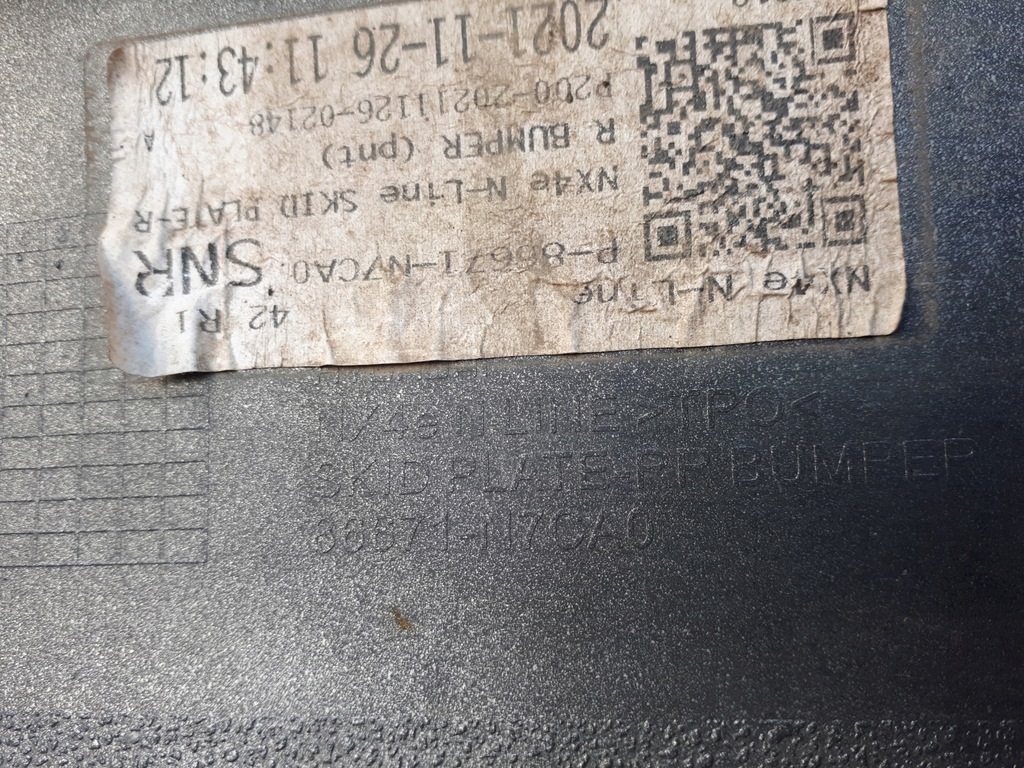 NX4e N-Line
P-86671-N7CA0
NX4e N-Line SKID PLATE-R
R BUMPER (pnt)
P200-20211126-02148 A
2021-11-26 11:43:12
42 R1
SNR
NX4e N LINE >TPO<
SKID PLATE-RR BUMPER
86671-N7CA0